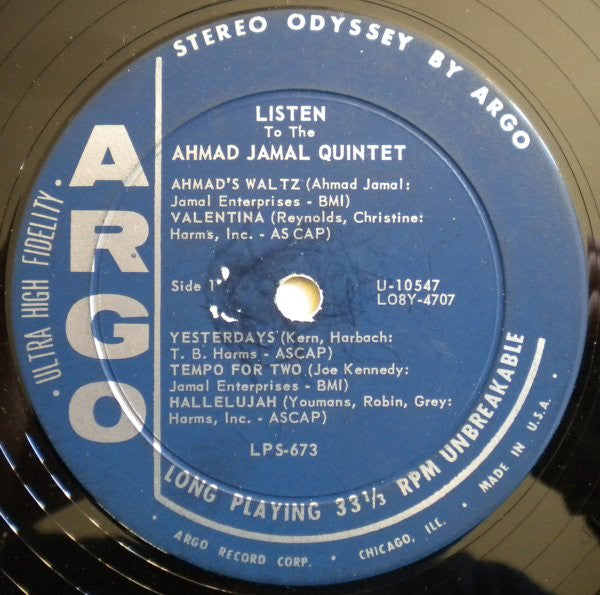 STEREO ODYSSEY BY ARGO
ULTRA HIGH FIDELITY
ARGO
LISTEN
To The
AHMAD JAMAL QUINTET
AHMAD'S WALTZ (Ahmad Jamal:
Jamal Enterprises - BMI)
VALENTINA (Reynolds, Christine:
Harms, Inc. - ASCAP)
Side 1
U-10547
LO8Y-4707
YESTERDAYS (Kern, Harbach:
T. B. Harms - ASCAP)
TEMPO FOR TWO (Joe Kennedy:
Jamal Enterprises - BMI)
HALLELUJAH (Youmans, Robin, Grey:
Harms, Inc. - ASCAP)
LPS-673
LONG PLAYING 33 1/3 RPM UNBREAKABLE
· ARGO RECORD CORP. · CHICAGO, ILL. · MADE IN U.S.A. ·